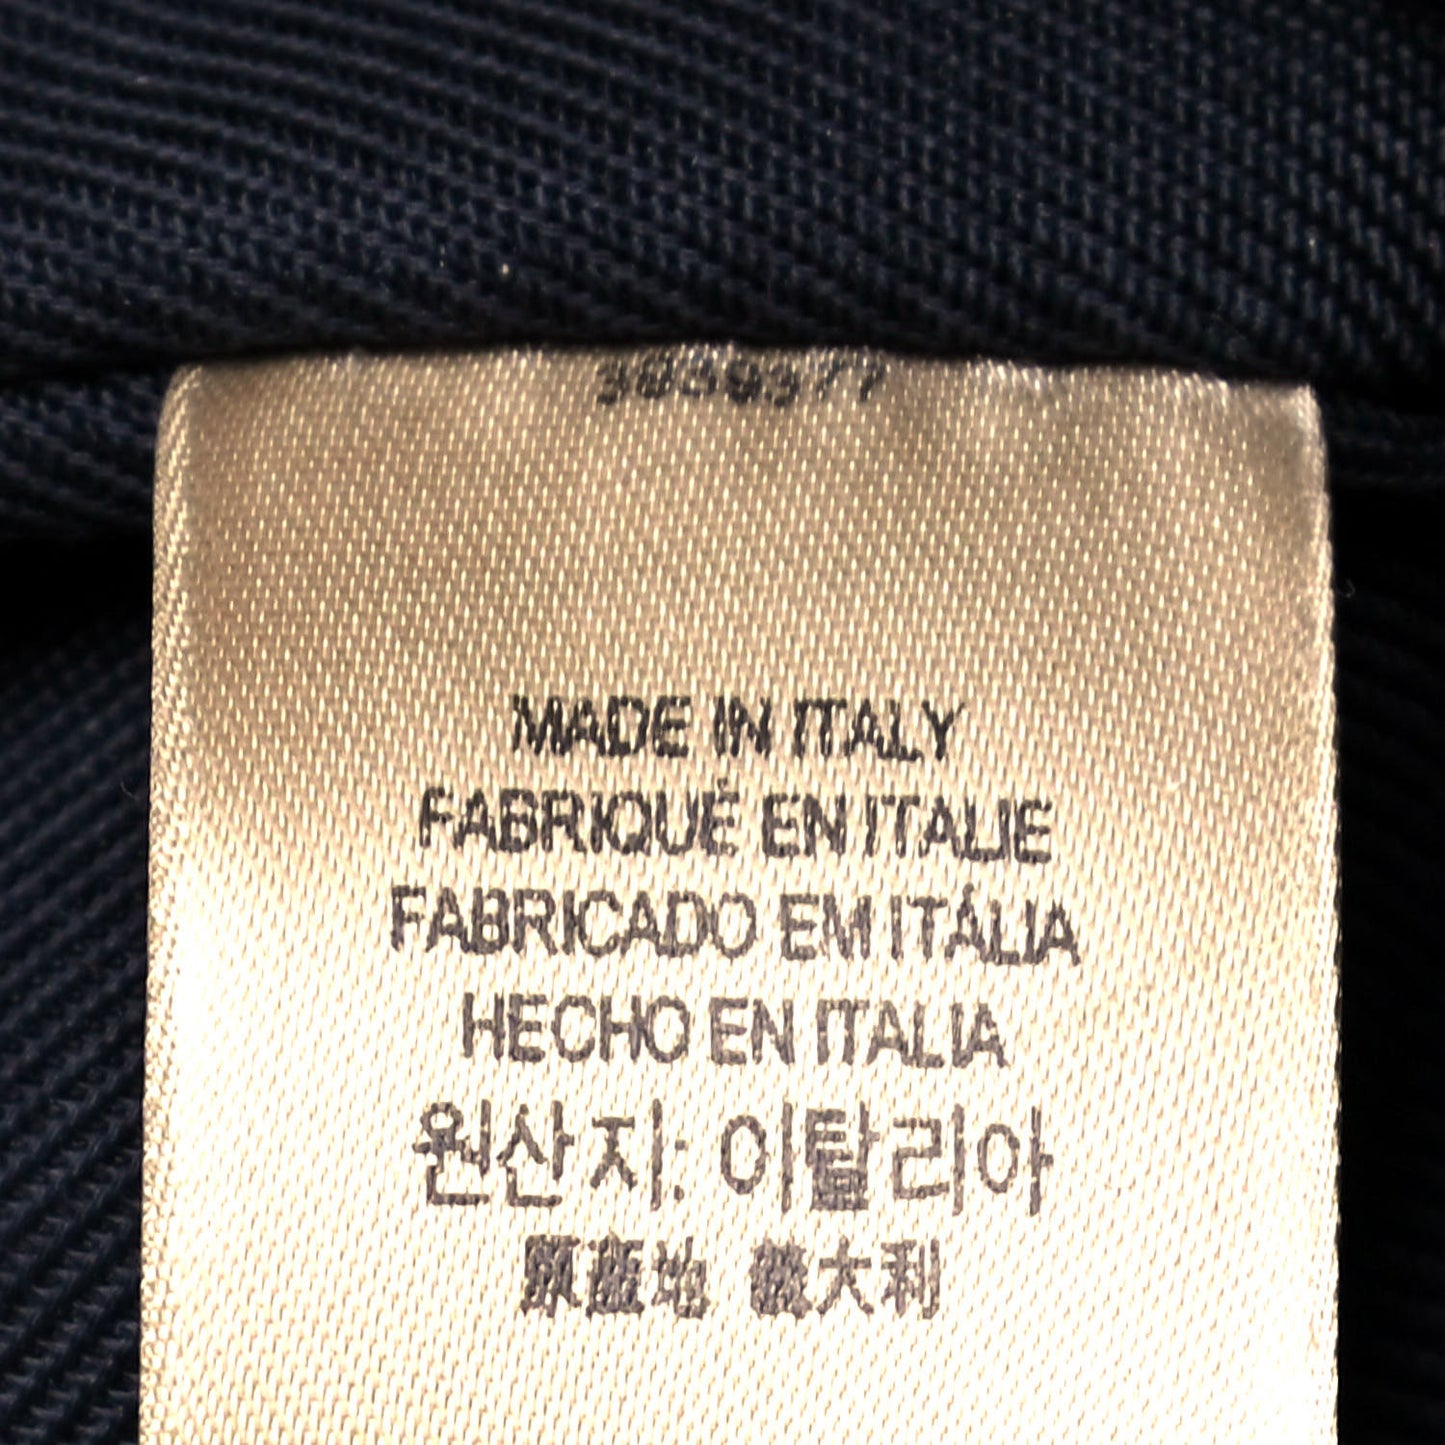 3939377
MADE IN ITALY
FABRIQUÉ EN ITALIE
FABRICADO EM ITÁLIA
HECHO EN ITALIA
원산지: 이탈리아
原產地 義大利